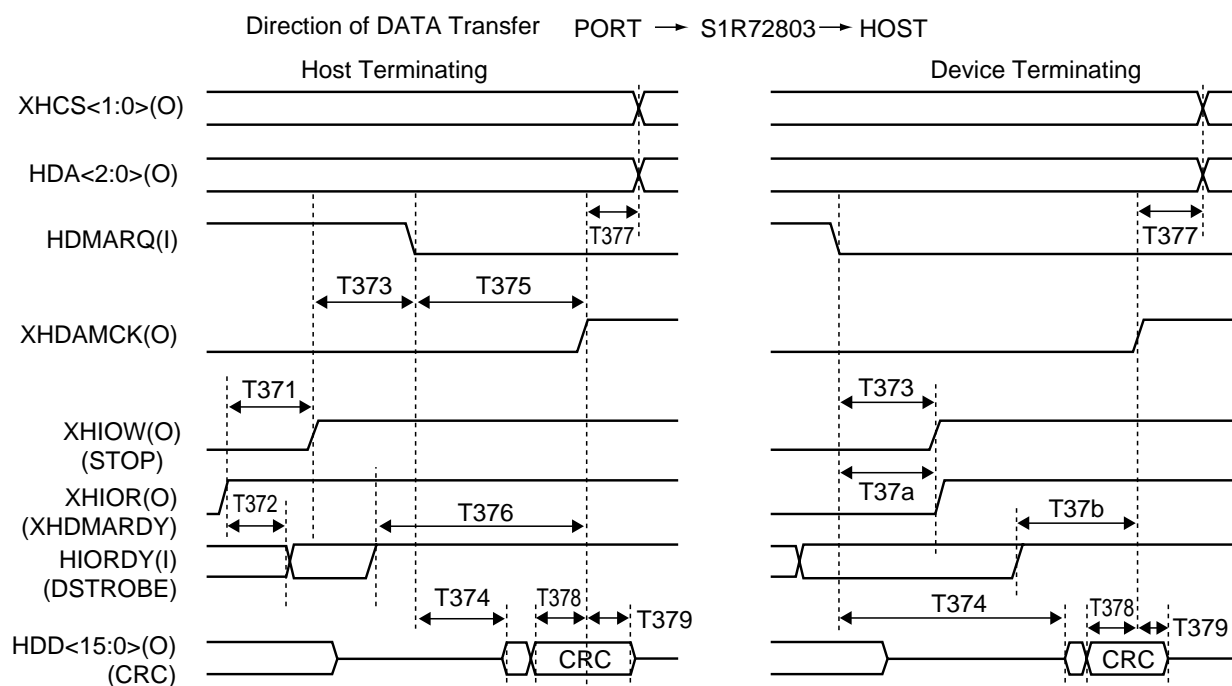 Direction of DATA Transfer PORT → S1R72803 → HOST
Host Terminating Device Terminating
XHCS<1:0>(O)
HDA<2:0>(O)
T377 T377
HDMARQ(I)
T373 T375
XHDAMCK(O)
T371 T373
XHIOW(O)
(STOP)
T37a
XHIOR(O)
(XHDMARDY)
T372 T376 T37b
HIORDY(I)
(DSTROBE)
T374 T378 T379 T374 T378 T379
HDD<15:0>(O)
(CRC)
CRC CRC